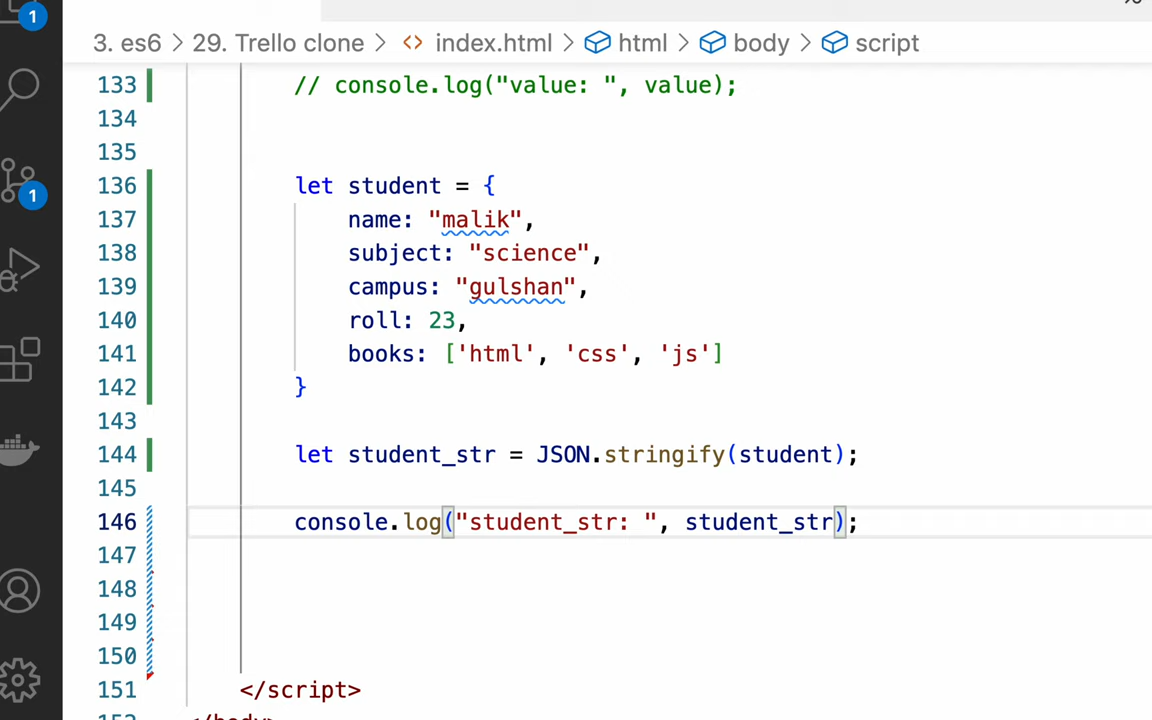 1
3. es6 > 29. Trello clone > <> index.html > html > body > script
133 // console.log("value: ", value);
134
135
1
136 let student = {
137 name: "malik",
138 subject: "science",
139 campus: "gulshan",
140 roll: 23,
141 books: ['html', 'css', 'js']
142 }
143
144 let student_str = JSON.stringify(student);
145
146 console.log("student_str: ", student_str);
147
148
149
150
151 </script>
</body>